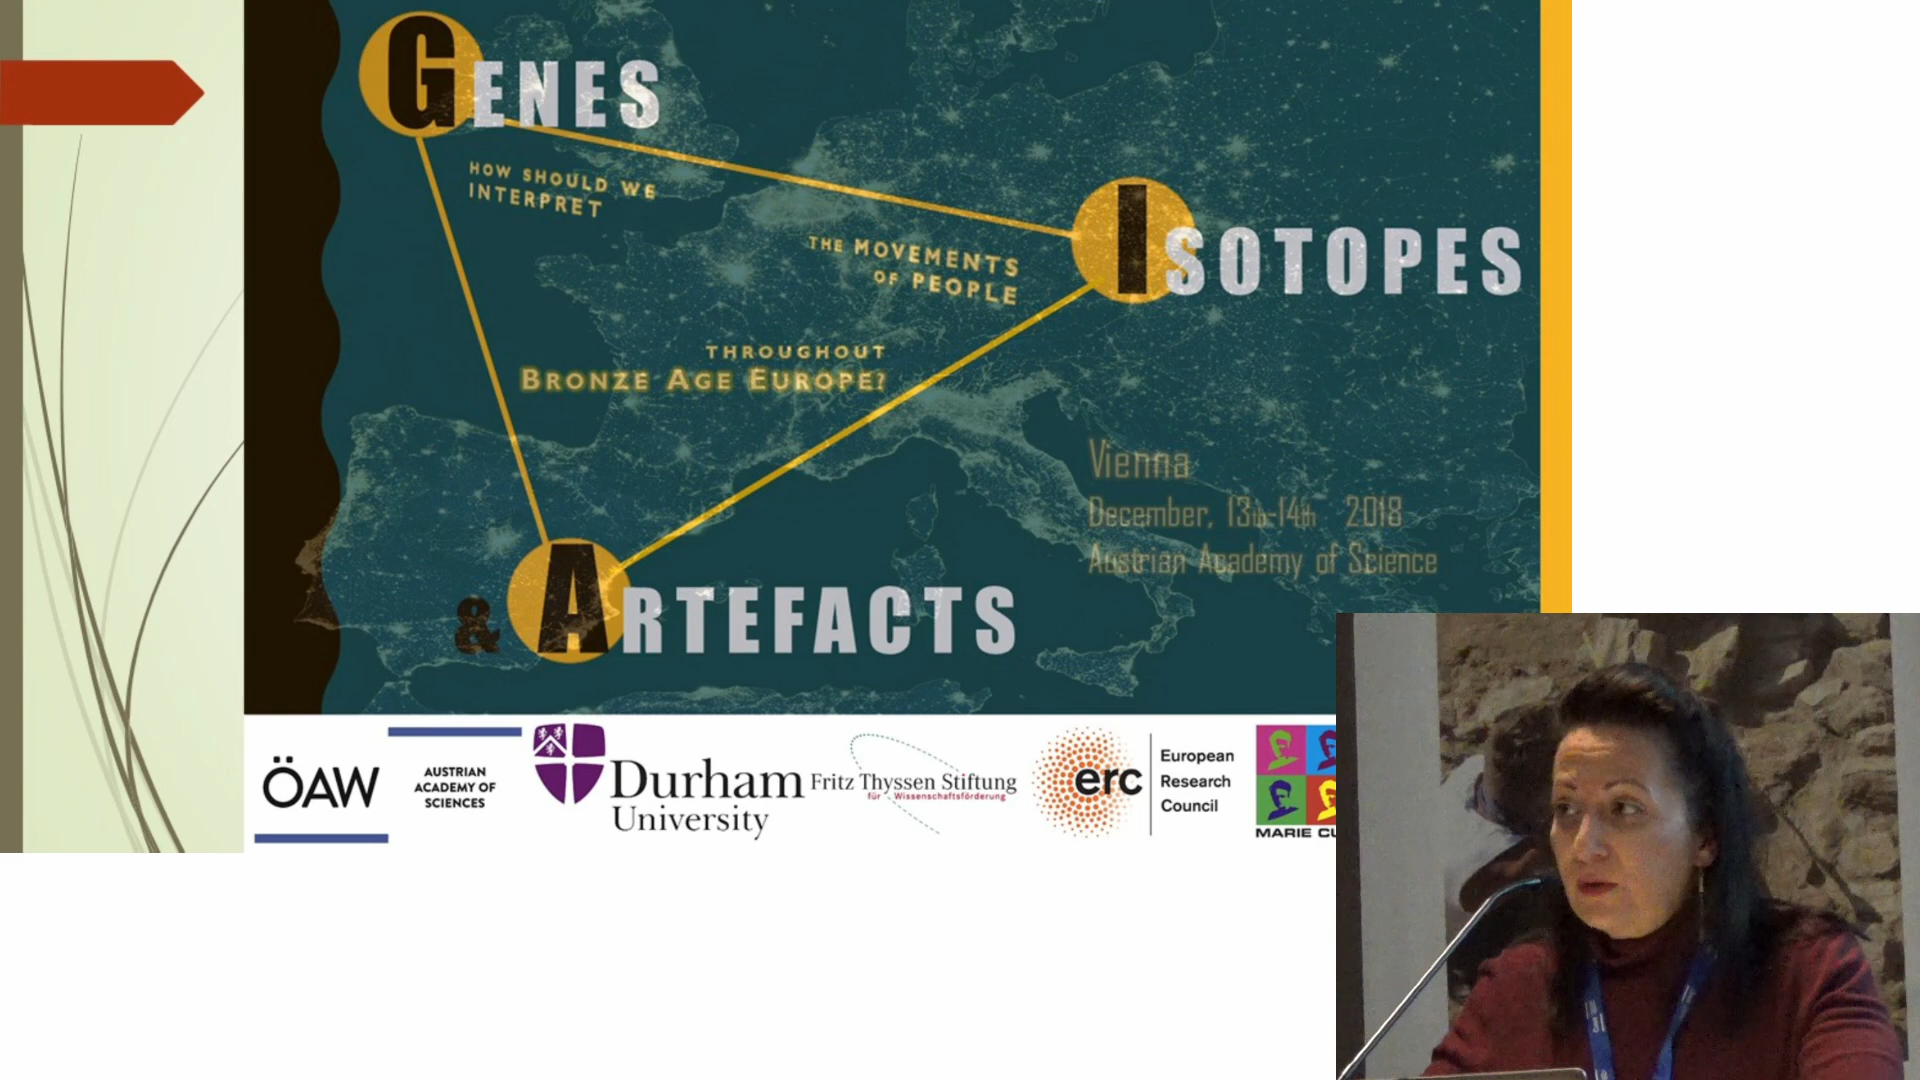 GENES
HOW SHOULD WE
INTERPRET
THE MOVEMENTS
OF PEOPLE
ISOTOPES
THROUGHOUT
BRONZE AGE EUROPE?
Vienna
December, 13th-14th 2018
Austrian Academy of Science
& ARTEFACTS
ÖAW
AUSTRIAN
ACADEMY OF
SCIENCES
Durham
University
Fritz Thyssen Stiftung
für Wissenschaftsförderung
erc
European
Research
Council
MARIE CU